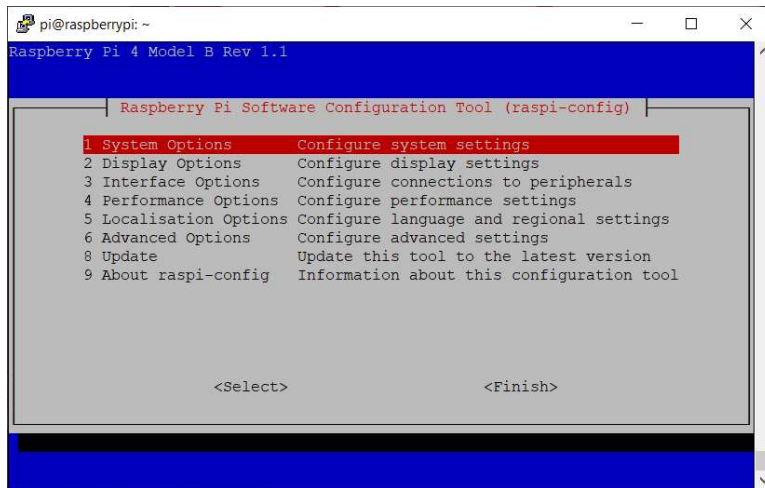 pi@raspberrypi: ~
Raspberry Pi 4 Model B Rev 1.1
Raspberry Pi Software Configuration Tool (raspi-config)
1 System Options Configure system settings
2 Display Options Configure display settings
3 Interface Options Configure connections to peripherals
4 Performance Options Configure performance settings
5 Localisation Options Configure language and regional settings
6 Advanced Options Configure advanced settings
8 Update Update this tool to the latest version
9 About raspi-config Information about this configuration tool
<Select> <Finish>